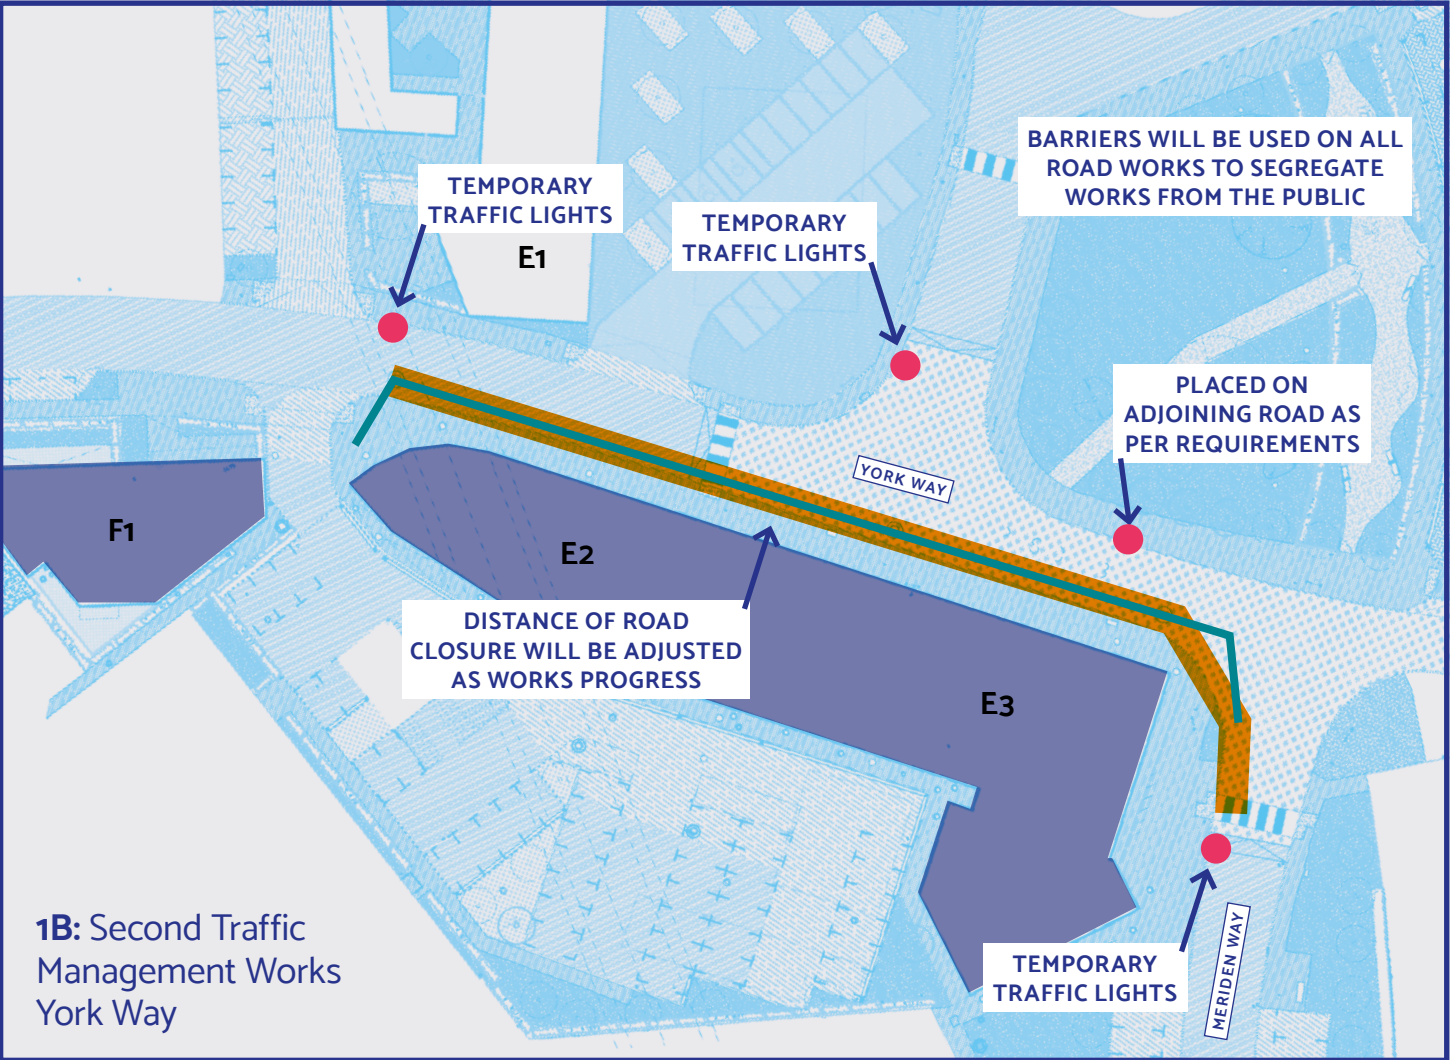 BARRIERS WILL BE USED ON ALL
ROAD WORKS TO SEGREGATE
WORKS FROM THE PUBLIC
TEMPORARY
TRAFFIC LIGHTS
TEMPORARY
TRAFFIC LIGHTS
E1
PLACED ON
ADJOINING ROAD AS
PER REQUIREMENTS
YORK WAY
F1
E2
DISTANCE OF ROAD
CLOSURE WILL BE ADJUSTED
AS WORKS PROGRESS
E3
1B: Second Traffic
Management Works
York Way
TEMPORARY
TRAFFIC LIGHTS
MERIDEN WAY